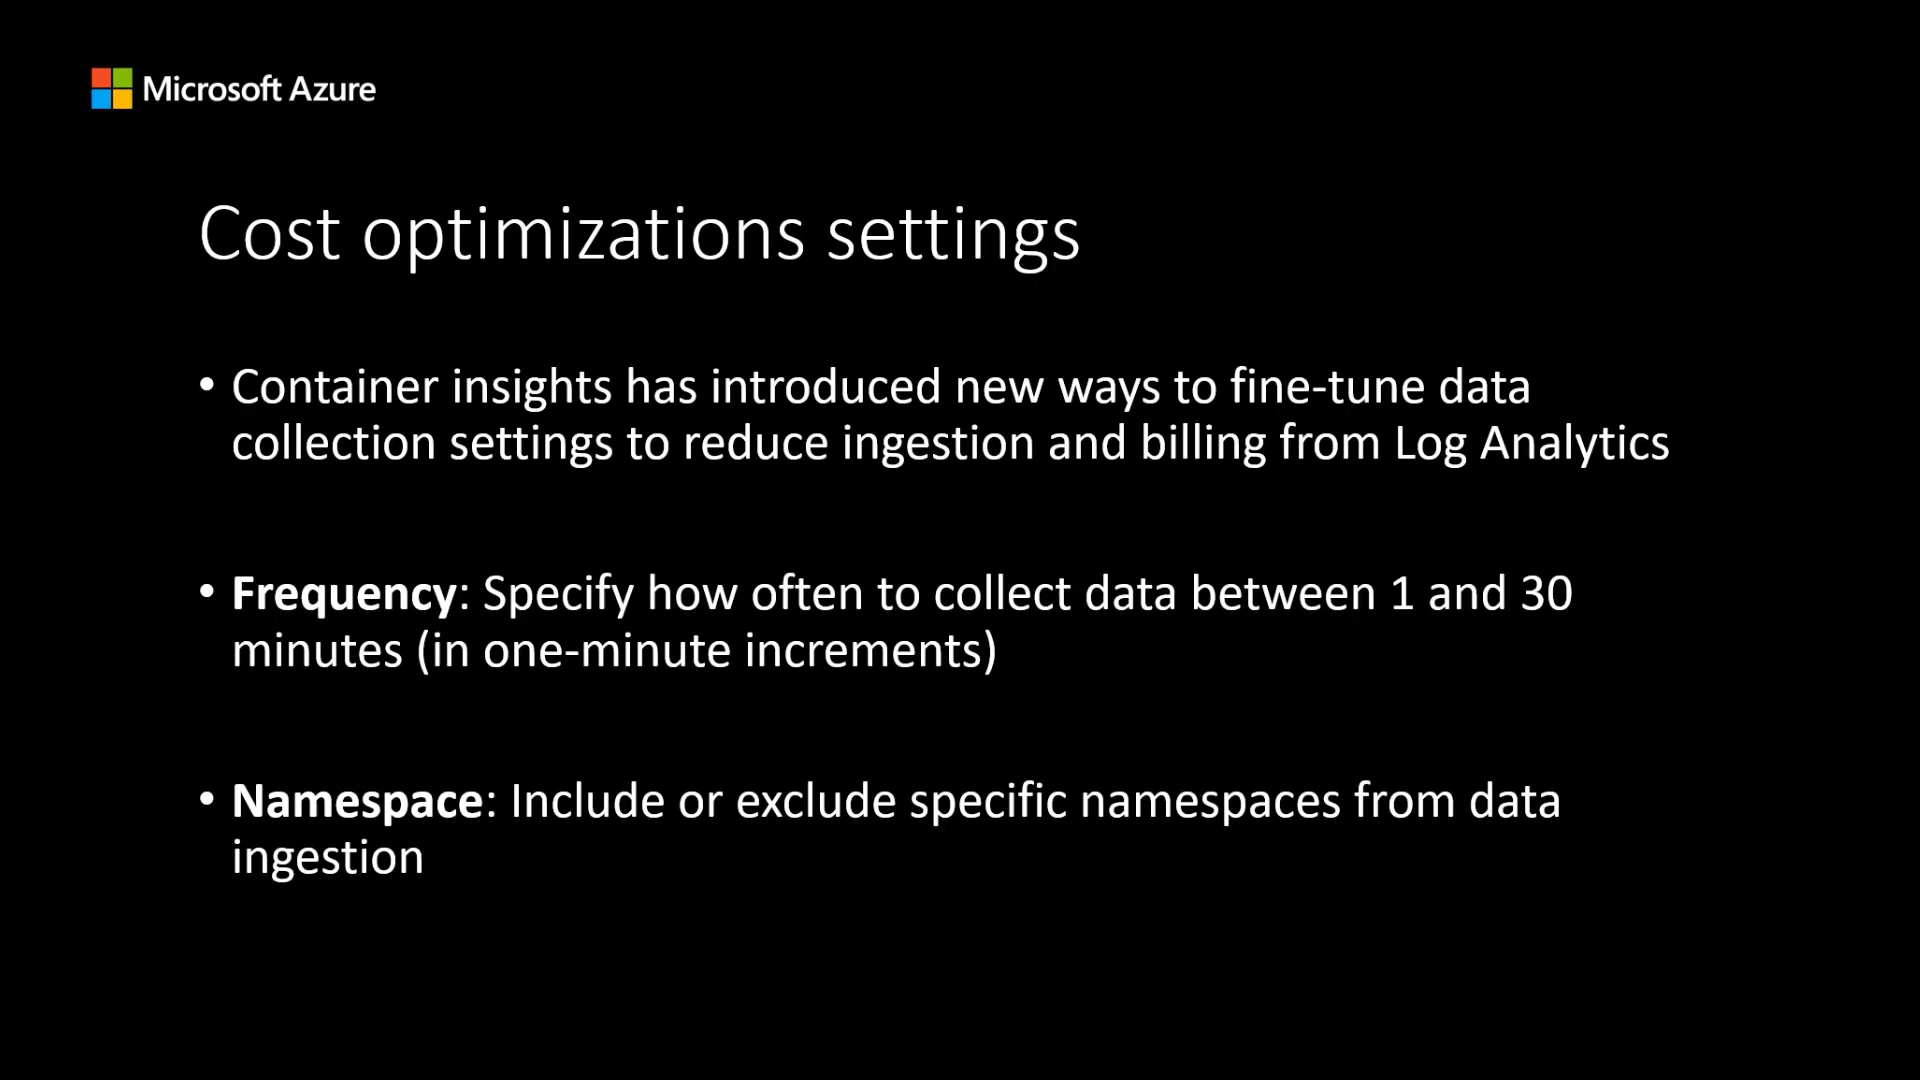 Microsoft Azure
Cost optimizations settings
• Container insights has introduced new ways to fine-tune data
collection settings to reduce ingestion and billing from Log Analytics
• Frequency: Specify how often to collect data between 1 and 30
minutes (in one-minute increments)
• Namespace: Include or exclude specific namespaces from data
ingestion